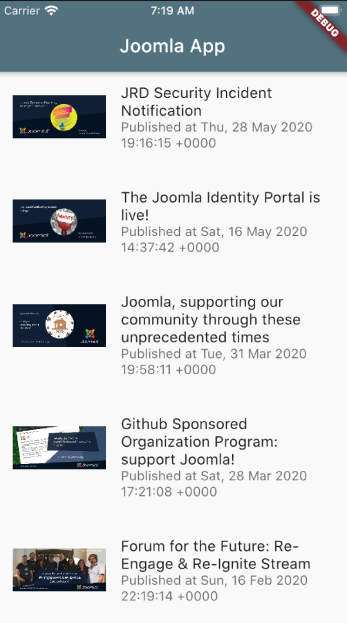 Carrier
7:19 AM
DEBUG
Joomla App
JRD Security Incident
Notification
Published at Thu, 28 May 2020
19:16:15 +0000
Joomla!
The Joomla Identity Portal is
live!
Published at Sat, 16 May 2020
14:37:42 +0000
Joomla!
Joomla, supporting our
community through these
unprecedented times
Published at Tue, 31 Mar 2020
19:58:11 +0000
Joomla!
Github Sponsored
Organization Program:
support Joomla!
Published at Sat, 28 Mar 2020
17:21:08 +0000
Forum for the Future: Re-
Engage & Re-Ignite Stream
Published at Sun, 16 Feb 2020
22:19:14 +0000